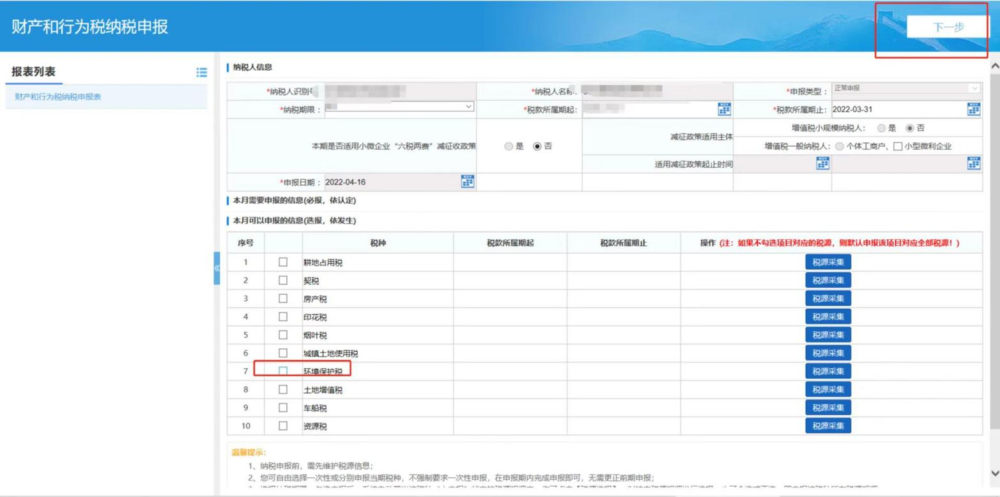 财产和行为税纳税申报
下一步
报表列表
财产和行为税纳税申报表
纳税人信息
*纳税人识别号 *纳税人名称： *申报类型： 正常申报
*纳税期限： *税款所属期起： *税款所属期止： 2022-03-31
本期是否适用小微企业“六税两费”减征收政策 是 否 减征政策适用主体 增值税小规模纳税人： 是 否
增值税一般纳税人： 个体工商户、 小型微利企业
适用减征政策起止时间
*申报日期： 2022-04-16
本月需要申报的信息(必报，依认定)
本月可以申报的信息(选报，依发生)
序号 税种 税款所属期起 税款所属期止 操作 (注：如果不勾选项目对应的税源，则默认申报该项目对应全部税源！)
1 耕地占用税 税源采集
2 契税 税源采集
3 房产税 税源采集
4 印花税 税源采集
5 烟叶税 税源采集
6 城镇土地使用税 税源采集
7 环境保护税 税源采集
8 土地增值税 税源采集
9 车船税 税源采集
10 资源税 税源采集
温馨提示：
1、纳税申报前，需先维护税源信息；
2、您可自由选择一次性或分别申报当期税种，不强制要求一次性申报，在申报期内完成申报即可，无需更正前期申报；